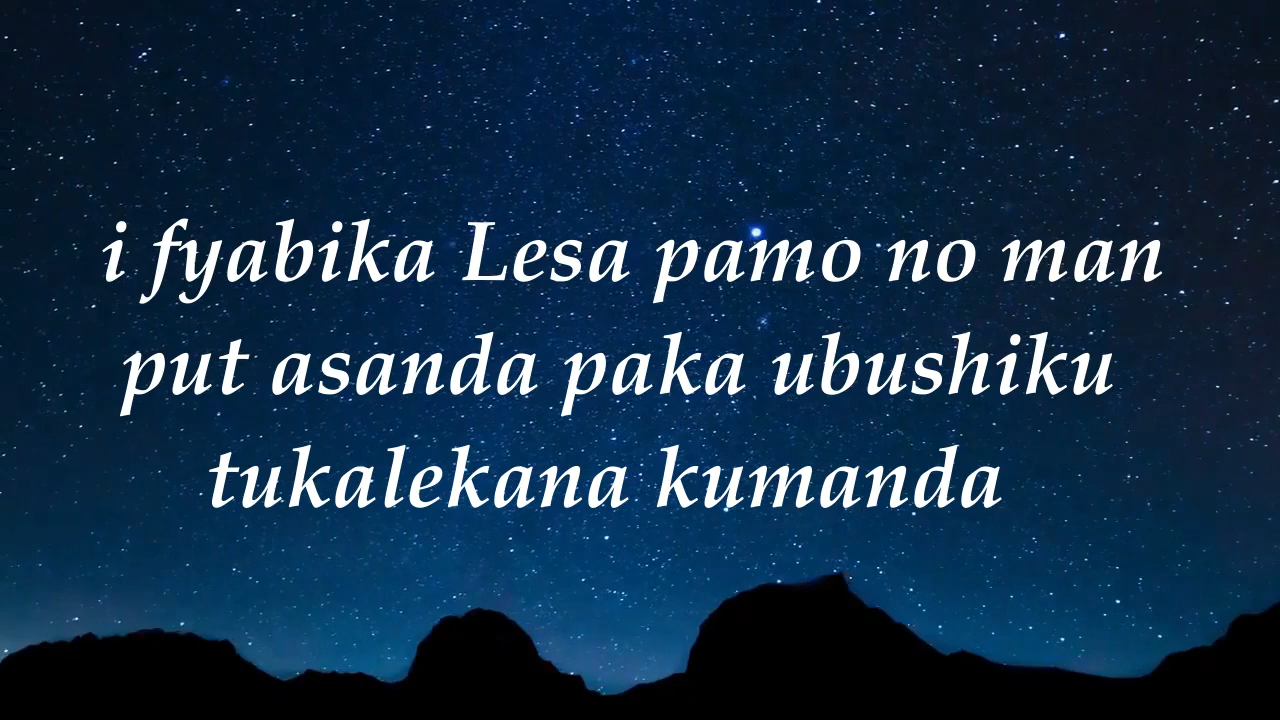 i fyabika Lesa pamo no man
put asanda paka ubushiku
tukalekana kumanda